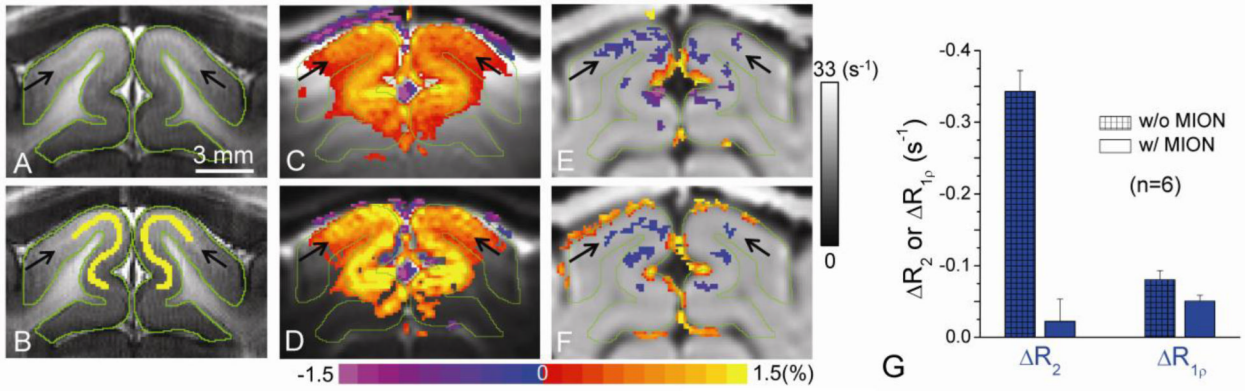 A
3 mm
B
C
D
E
F
-1.5
0
1.5(%)
33 (s⁻¹)
0
ΔR₂ or ΔR₁ρ (s⁻¹)
-0.4
-0.3
-0.2
-0.1
0.0
w/o MION
w/ MION
(n=6)
ΔR₂
ΔR₁ρ
G